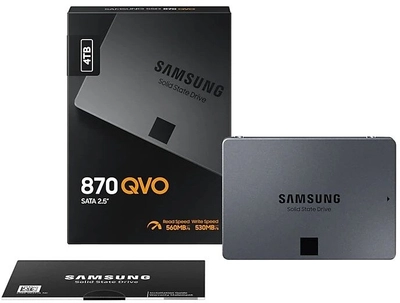 4TB
SAMSUNG
Solid State Drive
870 QVO
SATA 2.5"
Read Speed Write Speed
560MB/s 530MB/s
SAMSUNG
Solid State Drive
SAMSUNG
Solid State Drive